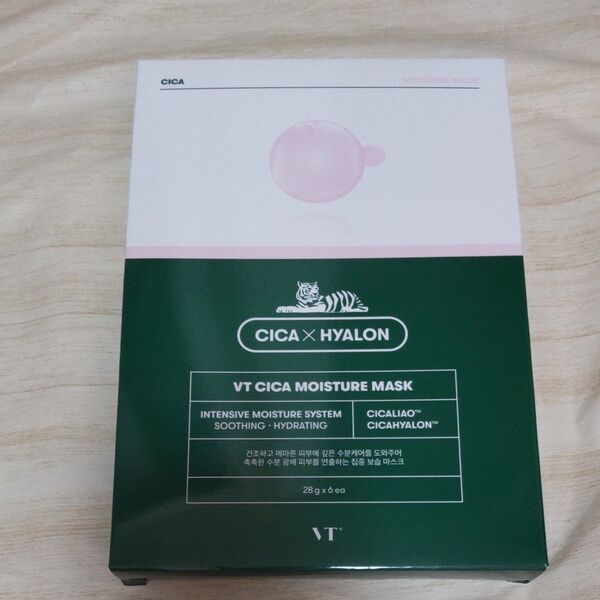 CICA
MOISTURE MASK
CICA × HYALON
VT CICA MOISTURE MASK
INTENSIVE MOISTURE SYSTEM
SOOTHING · HYDRATING
CICALIAO™
CICAHYALON™
건조하고 메마른 피부에 깊은 수분케어를 도와주어
촉촉한 수분 광채 피부를 연출하는 집중 보습 마스크
28 g x 6 ea
VT